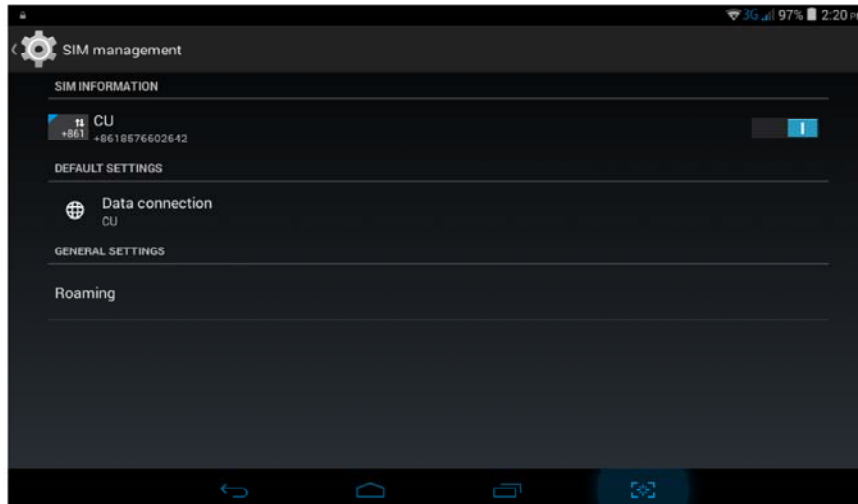 3G 97% 2:20 PM
SIM management
SIM INFORMATION
+861
CU
+8618576602642
DEFAULT SETTINGS
Data connection
CU
GENERAL SETTINGS
Roaming